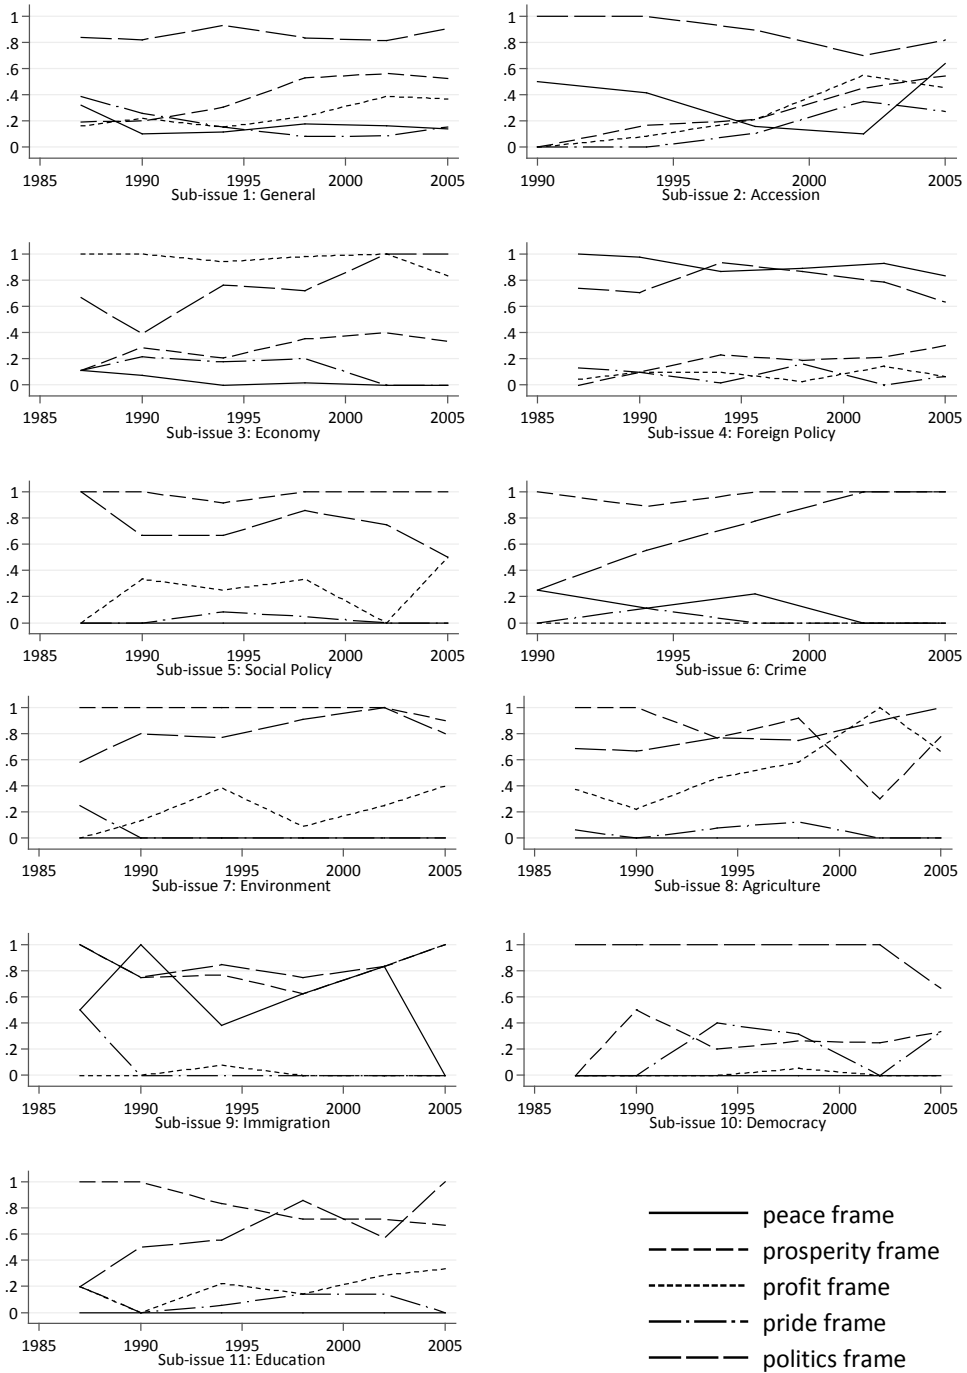 1
.8
.6
.4
.2
0
1985 1990 1995 2000 2005
Sub-issue 1: General
1
.8
.6
.4
.2
0
1990 1995 2000 2005
Sub-issue 2: Accession
1
.8
.6
.4
.2
0
1985 1990 1995 2000 2005
Sub-issue 3: Economy
1
.8
.6
.4
.2
0
1985 1990 1995 2000 2005
Sub-issue 4: Foreign Policy
1
.8
.6
.4
.2
0
1985 1990 1995 2000 2005
Sub-issue 5: Social Policy
1
.8
.6
.4
.2
0
1990 1995 2000 2005
Sub-issue 6: Crime
1
.8
.6
.4
.2
0
1985 1990 1995 2000 2005
Sub-issue 7: Environment
1
.8
.6
.4
.2
0
1985 1990 1995 2000 2005
Sub-issue 8: Agriculture
1
.8
.6
.4
.2
0
1985 1990 1995 2000 2005
Sub-issue 9: Immigration
1
.8
.6
.4
.2
0
1985 1990 1995 2000 2005
Sub-issue 10: Democracy
1
.8
.6
.4
.2
0
1985 1990 1995 2000 2005
Sub-issue 11: Education
peace frame
prosperity frame
profit frame
pride frame
politics frame